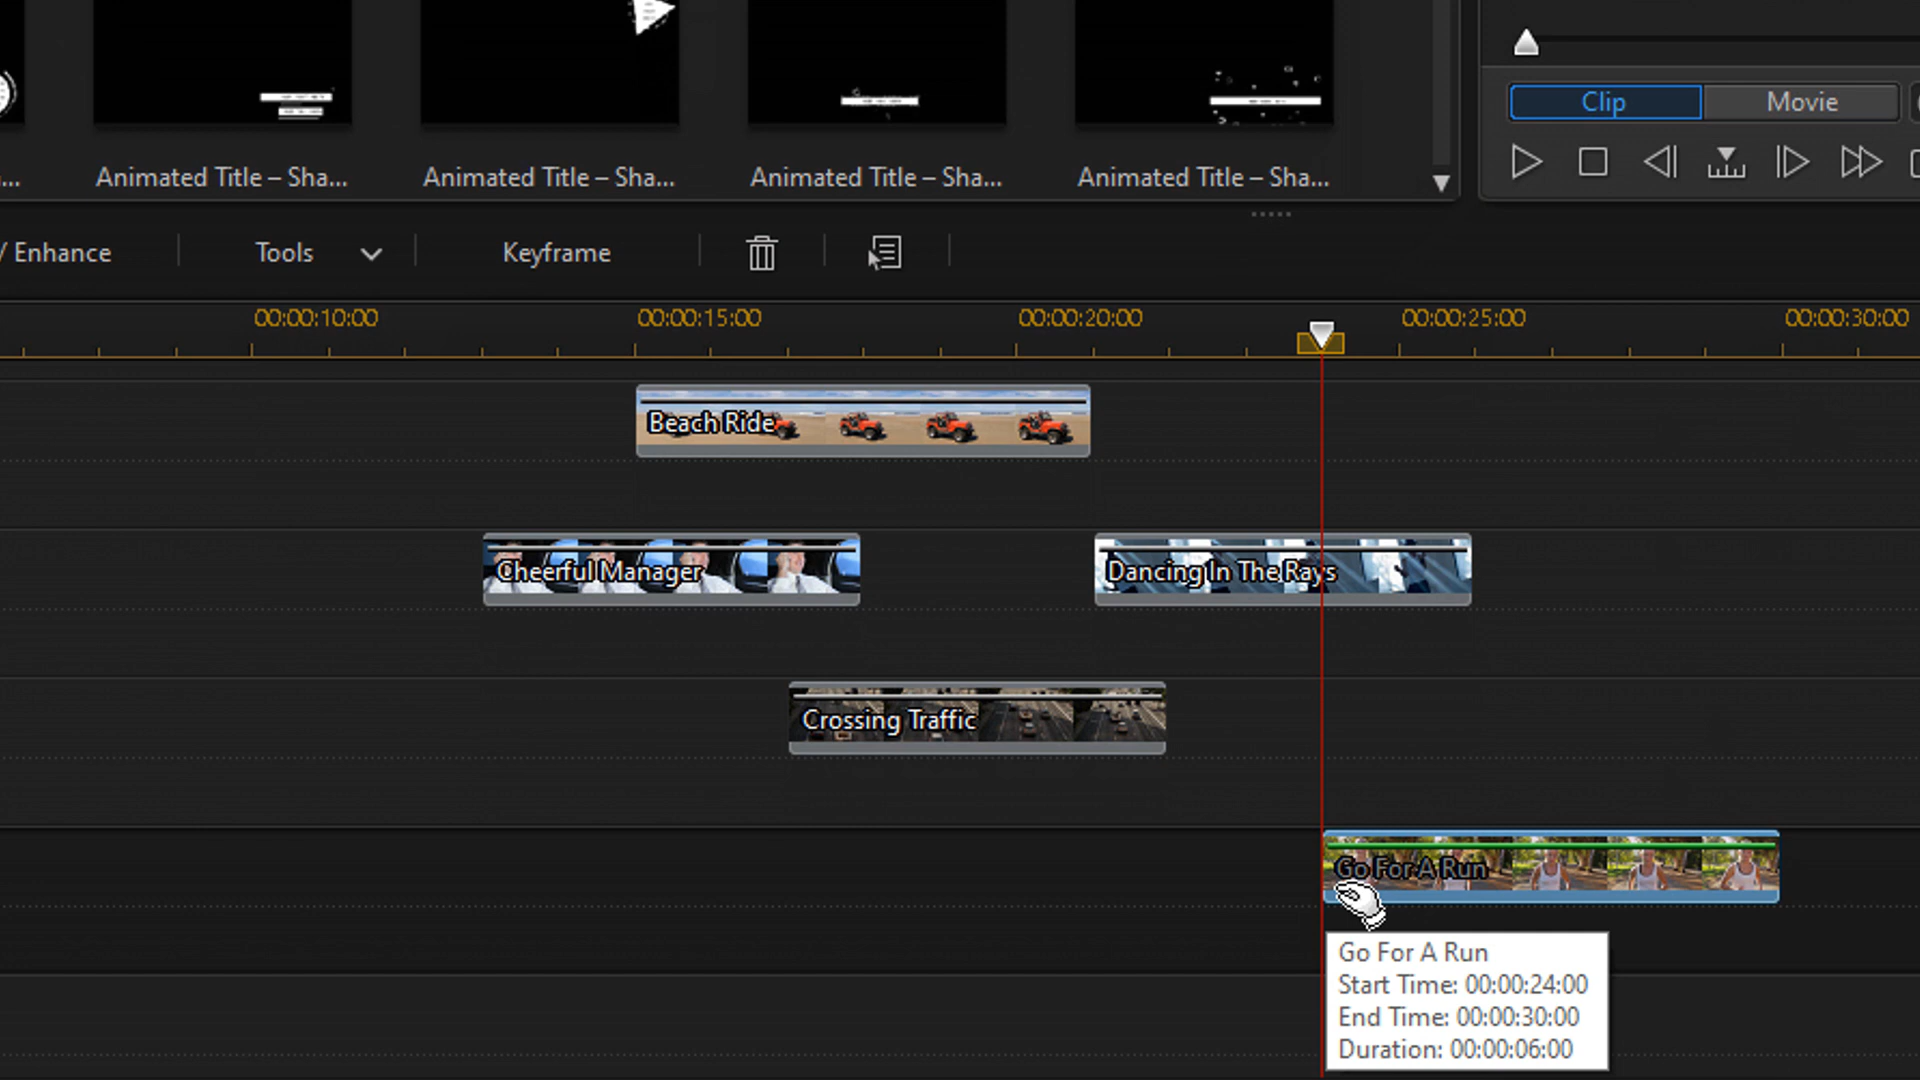 Clip
Movie
...
Animated Title – Sha...
Animated Title – Sha...
Animated Title – Sha...
Animated Title – Sha...
/ Enhance
Tools
Keyframe
00:00:10:00
00:00:15:00
00:00:20:00
00:00:25:00
00:00:30:00
Beach Ride
Cheerful Manager
Dancing In The Rays
Crossing Traffic
Go For A Run
Go For A Run
Start Time: 00:00:24:00
End Time: 00:00:30:00
Duration: 00:00:06:00